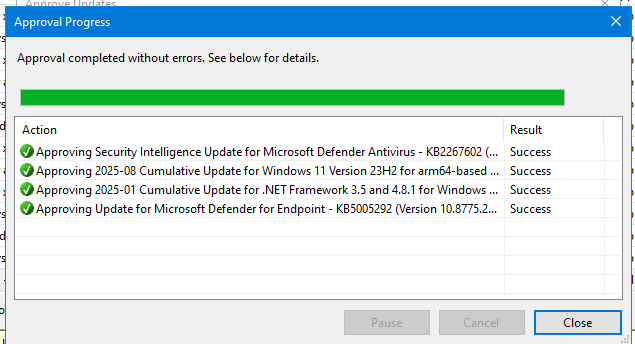 Approve Updates
Approval Progress
Approval completed without errors. See below for details.
Action Result
Approving Security Intelligence Update for Microsoft Defender Antivirus - KB2267602 (... Success
Approving 2025-08 Cumulative Update for Windows 11 Version 23H2 for arm64-based ... Success
Approving 2025-01 Cumulative Update for .NET Framework 3.5 and 4.8.1 for Windows ... Success
Approving Update for Microsoft Defender for Endpoint - KB5005292 (Version 10.8775.2... Success
Pause Cancel Close